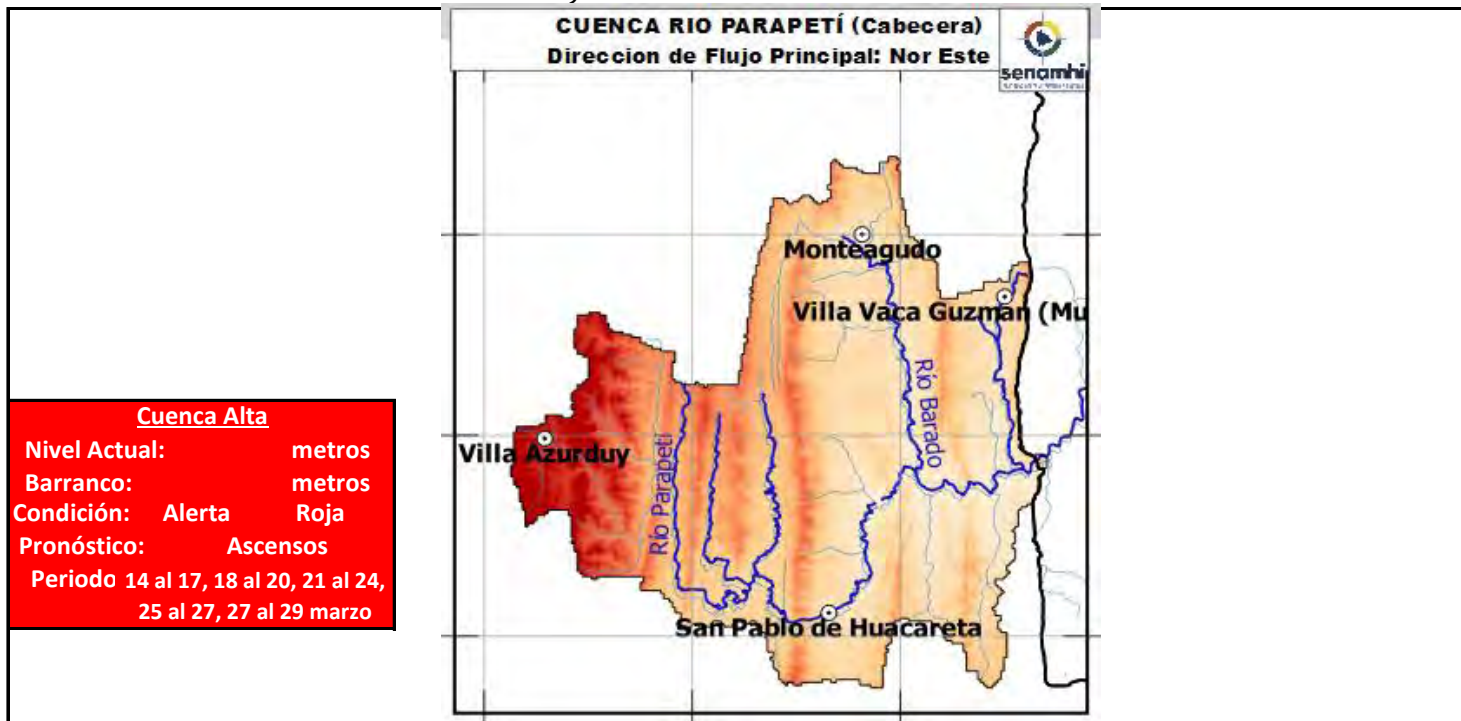 CUENCA RIO PARAPETÍ (Cabecera)
Direccion de Flujo Principal: Nor Este
senamhi
Monteagudo
Villa Vaca Guzmán (Mu
Río Barado
Villa Azurduy
Río Parapetí
San Pablo de Huacareta
Cuenca Alta
Nivel Actual: metros
Barranco: metros
Condición: Alerta Roja
Pronóstico: Ascensos
Periodo 14 al 17, 18 al 20, 21 al 24,
25 al 27, 27 al 29 marzo